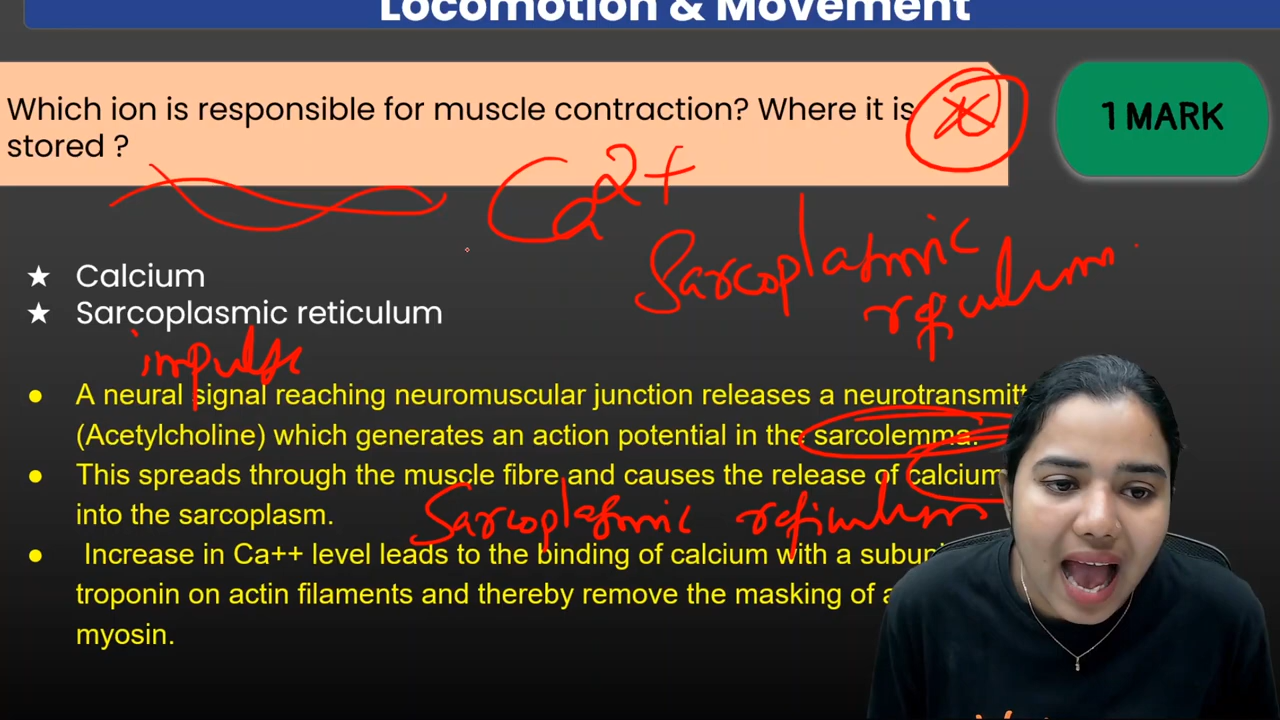 Locomotion & Movement
Which ion is responsible for muscle contraction? Where it is
stored ?
1 MARK
Ca2+
Sarcoplasmic
reticulum
★ Calcium
★ Sarcoplasmic reticulum
impulse
● A neural signal reaching neuromuscular junction releases a neurotransmitt
(Acetylcholine) which generates an action potential in the sarcolemma.
● This spreads through the muscle fibre and causes the release of calcium
into the sarcoplasm.
Sarcoplasmic reticulum
● Increase in Ca++ level leads to the binding of calcium with a subuni
troponin on actin filaments and thereby remove the masking of a
myosin.